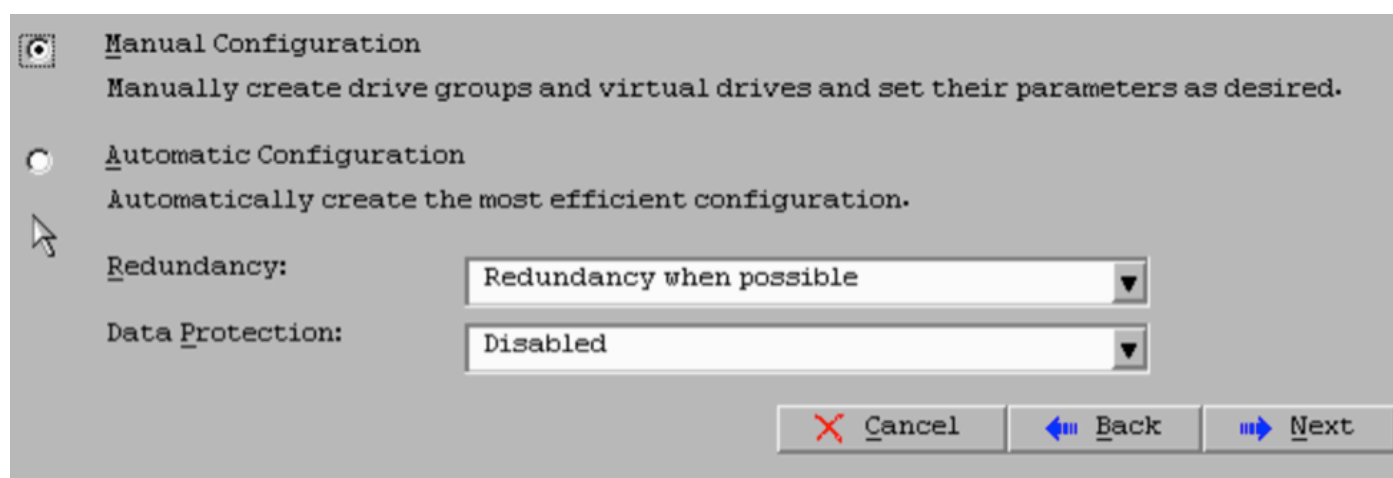 Manual Configuration
Manually create drive groups and virtual drives and set their parameters as desired.
Automatic Configuration
Automatically create the most efficient configuration.
Redundancy: Redundancy when possible
Data Protection: Disabled
Cancel Back Next